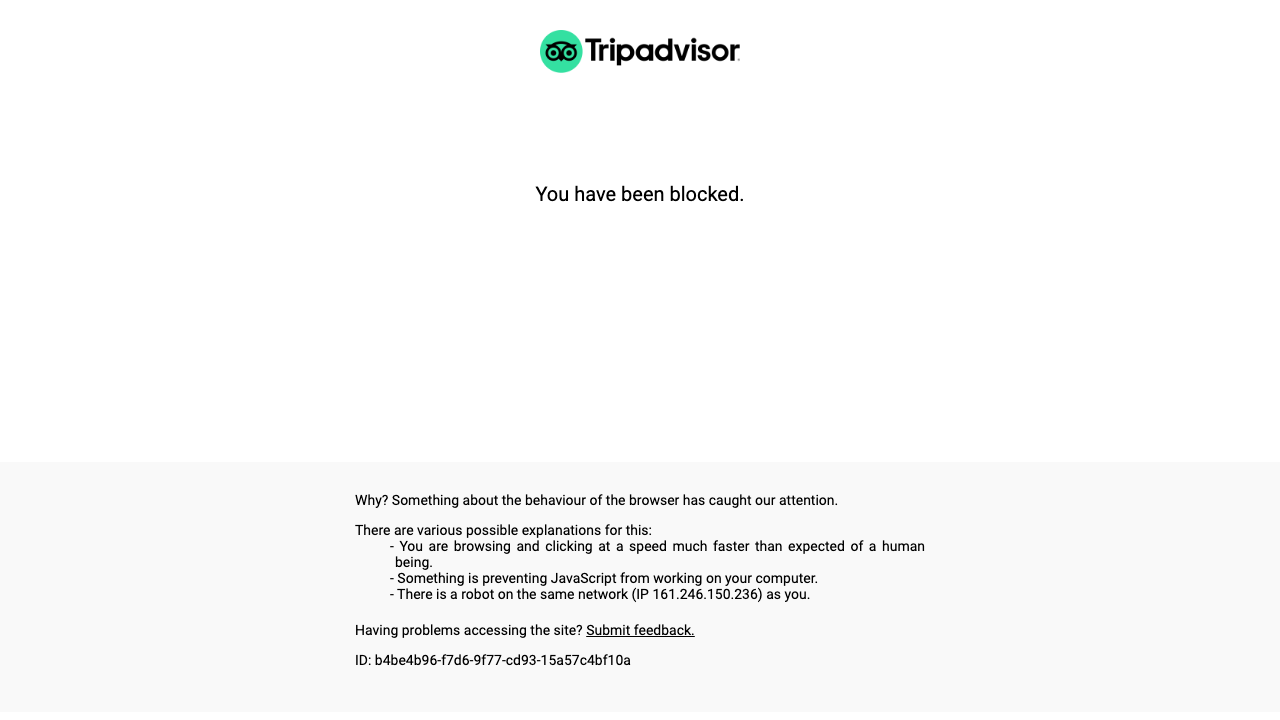 Tripadvisor
You have been blocked.
Why? Something about the behaviour of the browser has caught our attention.
There are various possible explanations for this:
- You are browsing and clicking at a speed much faster than expected of a human
being.
- Something is preventing JavaScript from working on your computer.
- There is a robot on the same network (IP 161.246.150.236) as you.
Having problems accessing the site? Submit feedback.
ID: b4be4b96-f7d6-9f77-cd93-15a57c4bf10a